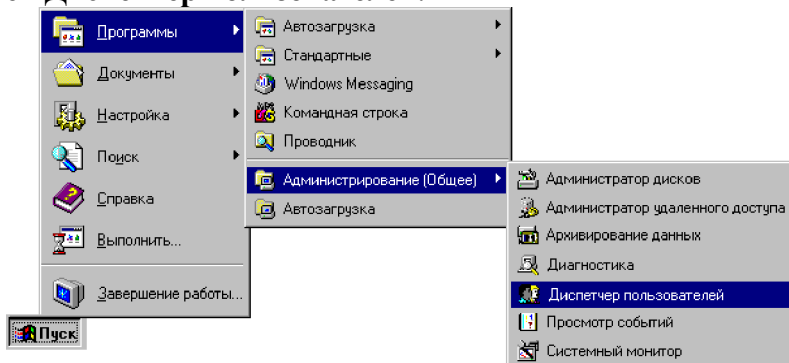 Программы
Документы
Настройка
Поиск
Справка
Выполнить...
Завершение работы...
Пуск
Автозагрузка
Стандартные
Windows Messaging
Командная строка
Проводник
Администрирование (Общее)
Автозагрузка
Администратор дисков
Администратор удаленного доступа
Архивирование данных
Диагностика
Диспетчер пользователей
Просмотр событий
Системный монитор